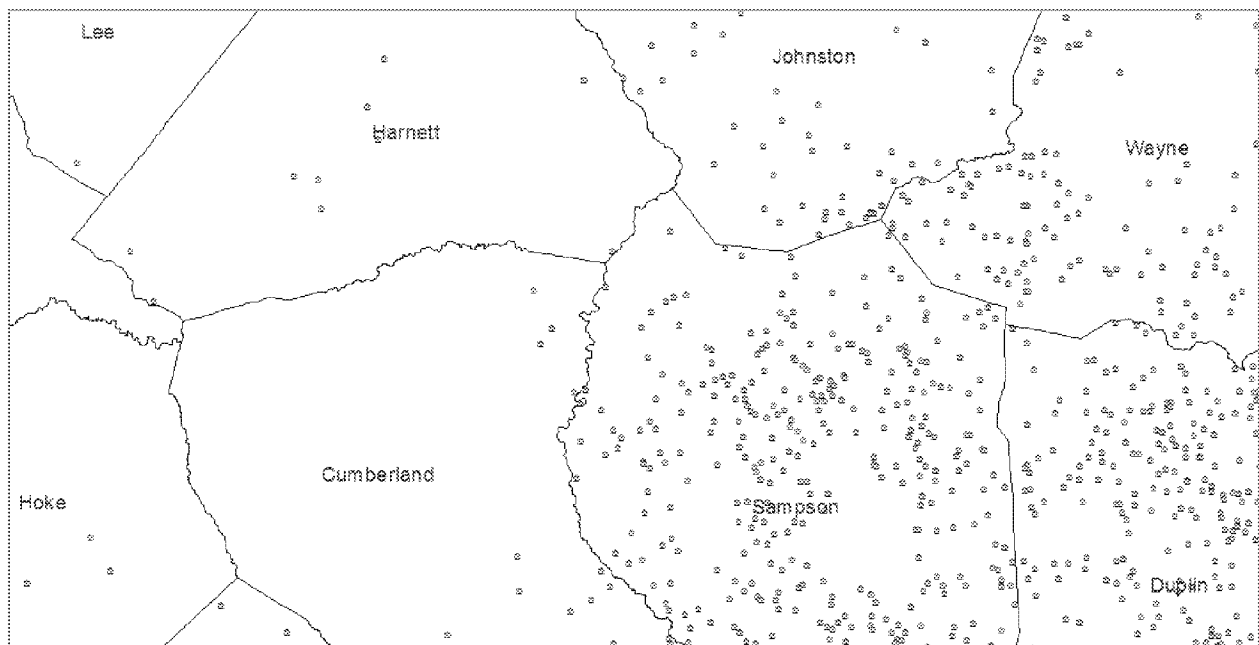 Lee
Johnston
Harnett
Wayne
Cumberland
Hoke
Sampson
Duplin